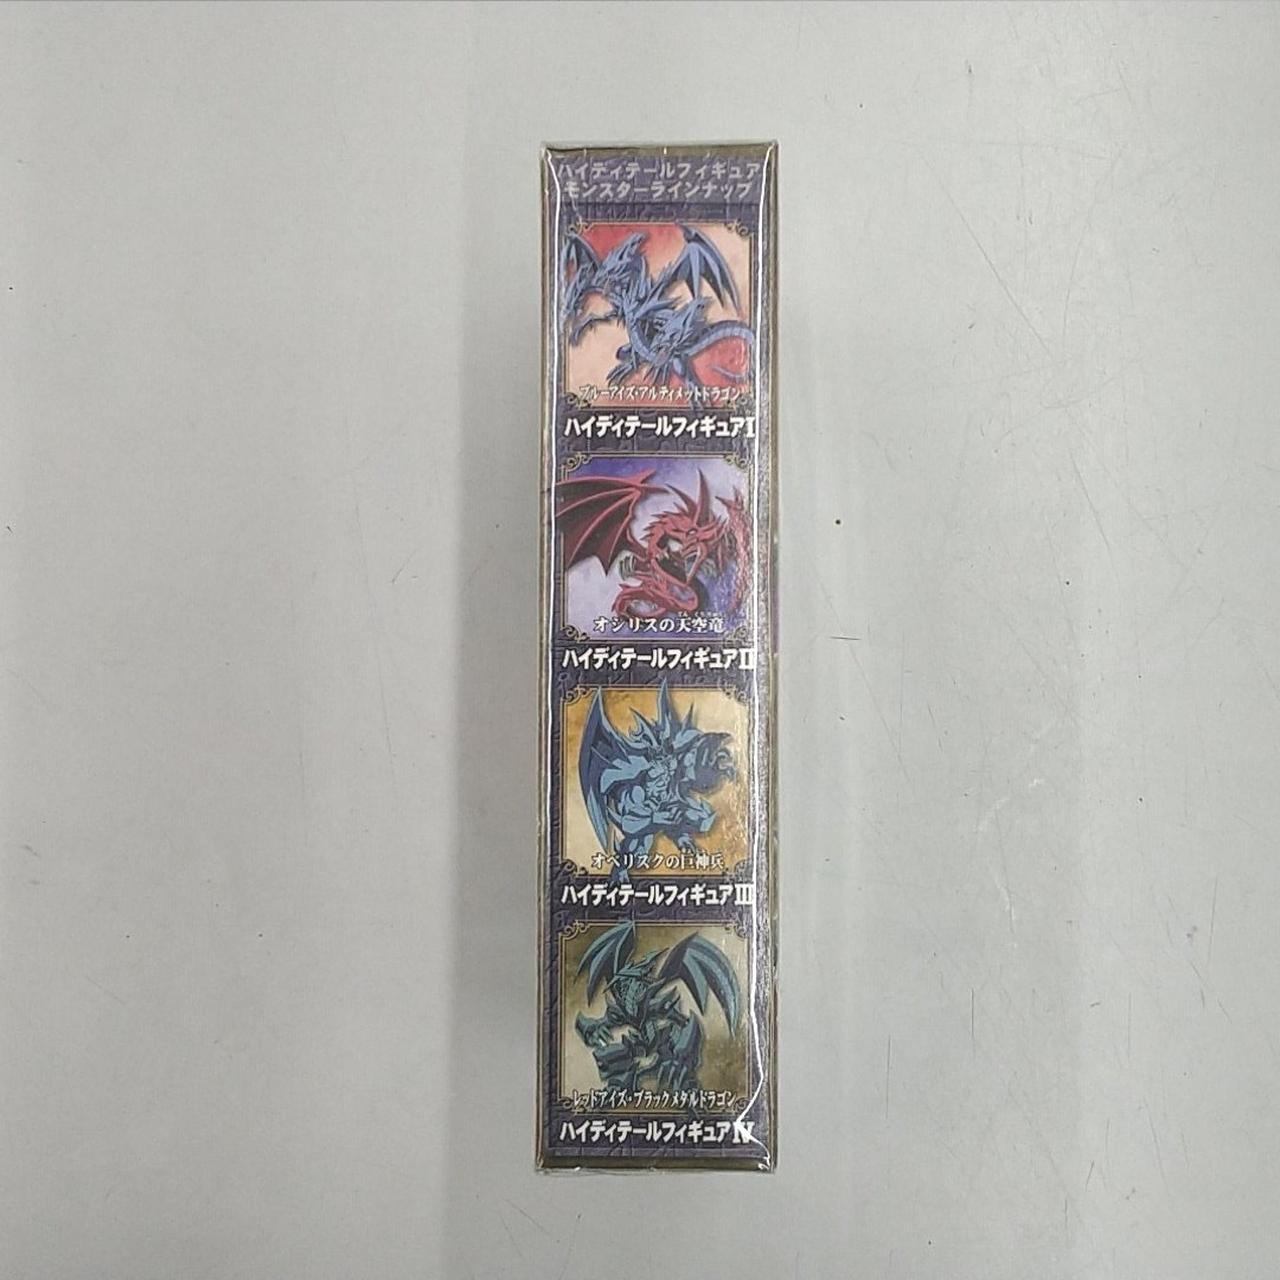 ハイディテールフィギュア
モンスターラインナップ
ブルーアイズ・アルティメットドラゴン
ハイディテールフィギュアⅠ
オシリスの天空竜
ハイディテールフィギュアⅡ
オベリスクの巨神兵
ハイディテールフィギュアⅢ
レッドアイズ・ブラックメタルドラゴン
ハイディテールフィギュアⅣ